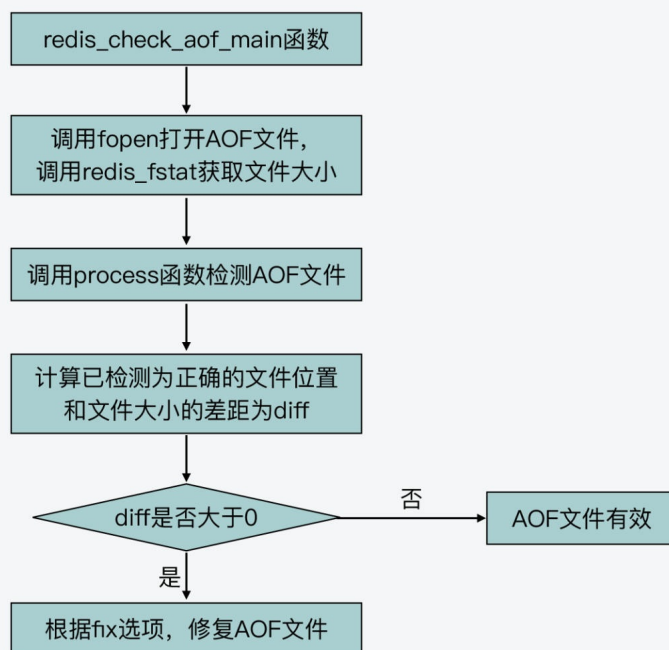 redis_check_aof_main函数
调用fopen打开AOF文件，
调用redis_fstat获取文件大小
调用process函数检测AOF文件
计算已检测为正确的文件位置
和文件大小的差距为diff
diff是否大于0
否
AOF文件有效
是
根据fix选项，修复AOF文件